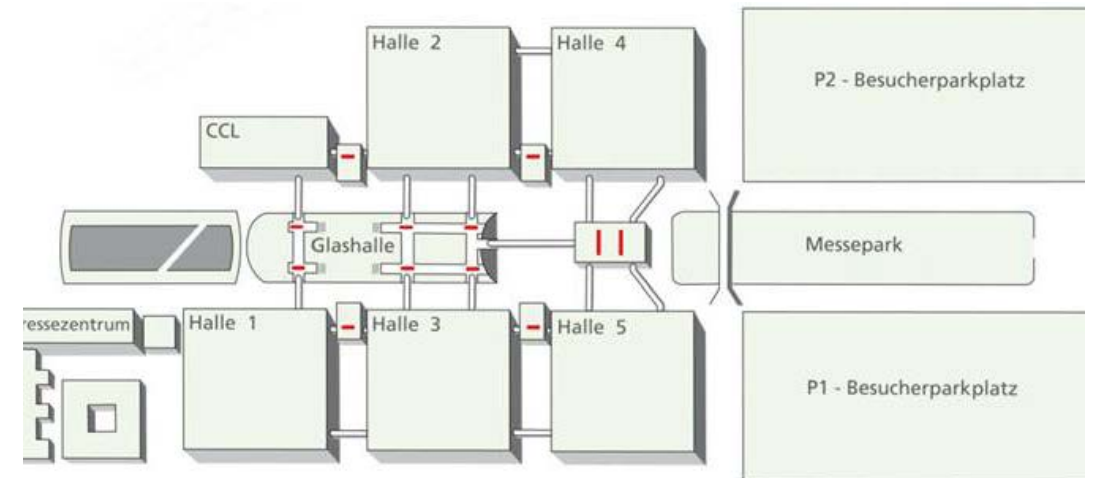 Halle 2
Halle 4
P2 - Besucherparkplatz
CCL
Glashalle
Messepark
ressezentrum
Halle 1
Halle 3
Halle 5
P1 - Besucherparkplatz